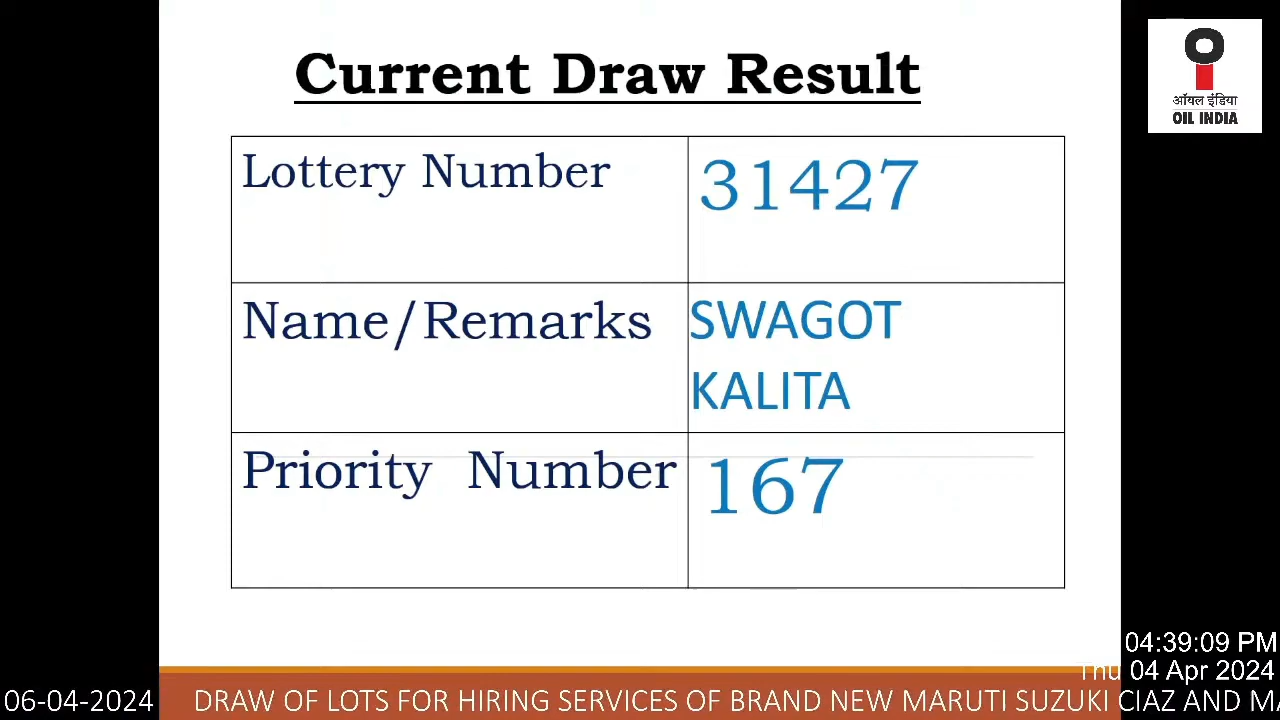 Current Draw Result
ऑयल इंडिया
OIL INDIA
Lottery Number 31427
Name/Remarks SWAGOT
KALITA
Priority Number 167
04:39:09 PM
Thu 04 Apr 2024
06-04-2024 DRAW OF LOTS FOR HIRING SERVICES OF BRAND NEW MARUTI SUZUKI CIAZ AND MA